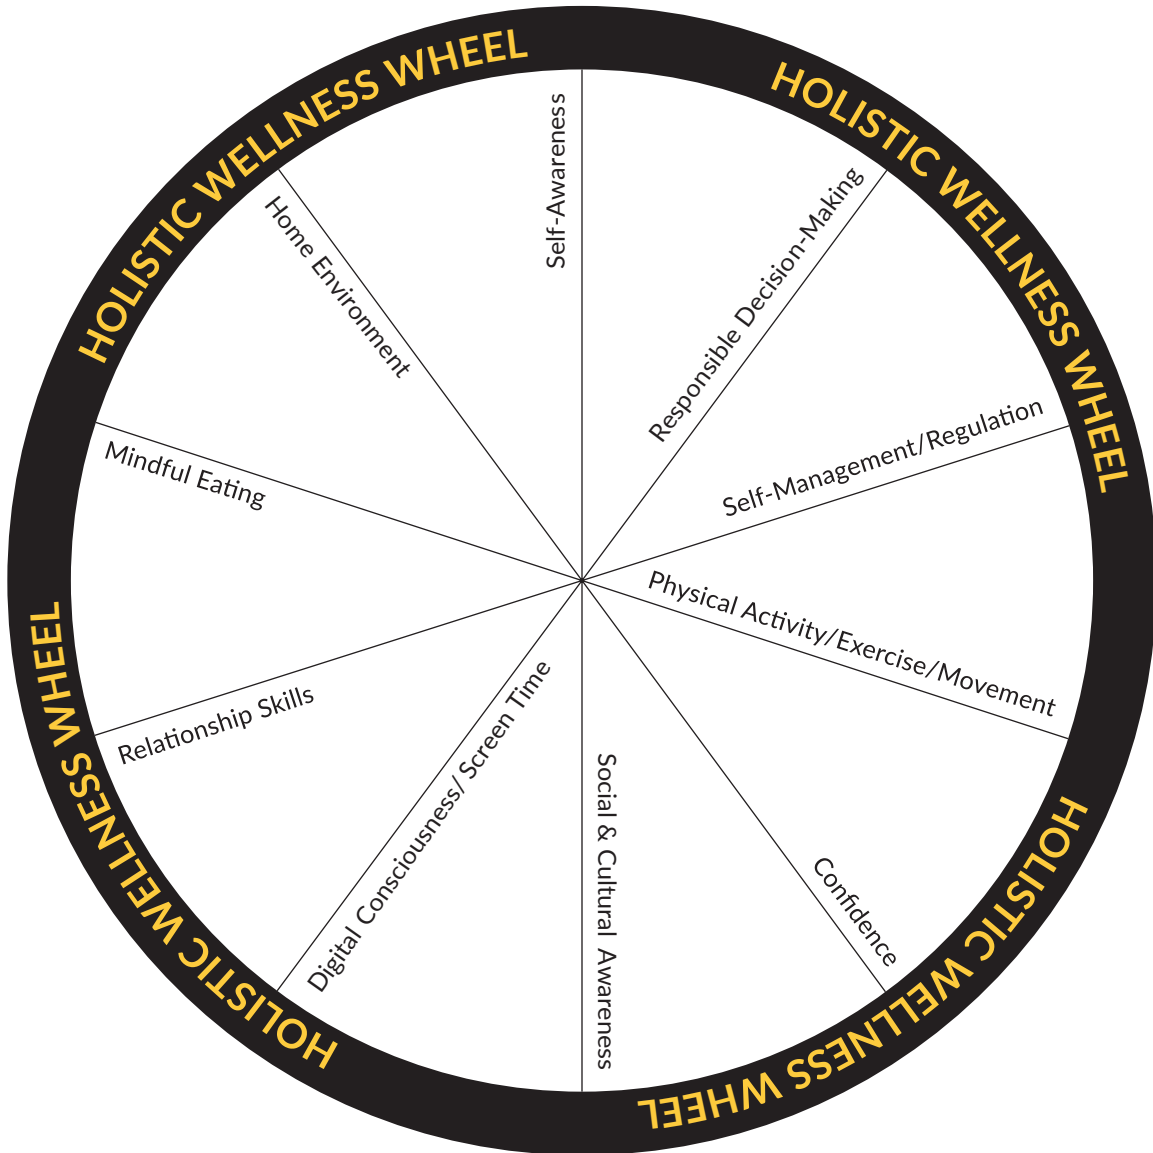 HOLISTIC WELLNESS WHEEL
HOLISTIC WELLNESS WHEEL
Self-Awareness
Responsible Decision-Making
Home Environment
Self-Management/Regulation
Mindful Eating
Physical Activity/Exercise/Movement
Relationship Skills
Digital Consciousness/ Screen Time
Social & Cultural Awareness
Confidence
HOLISTIC WELLNESS WHEEL
HOLISTIC WELLNESS WHEEL